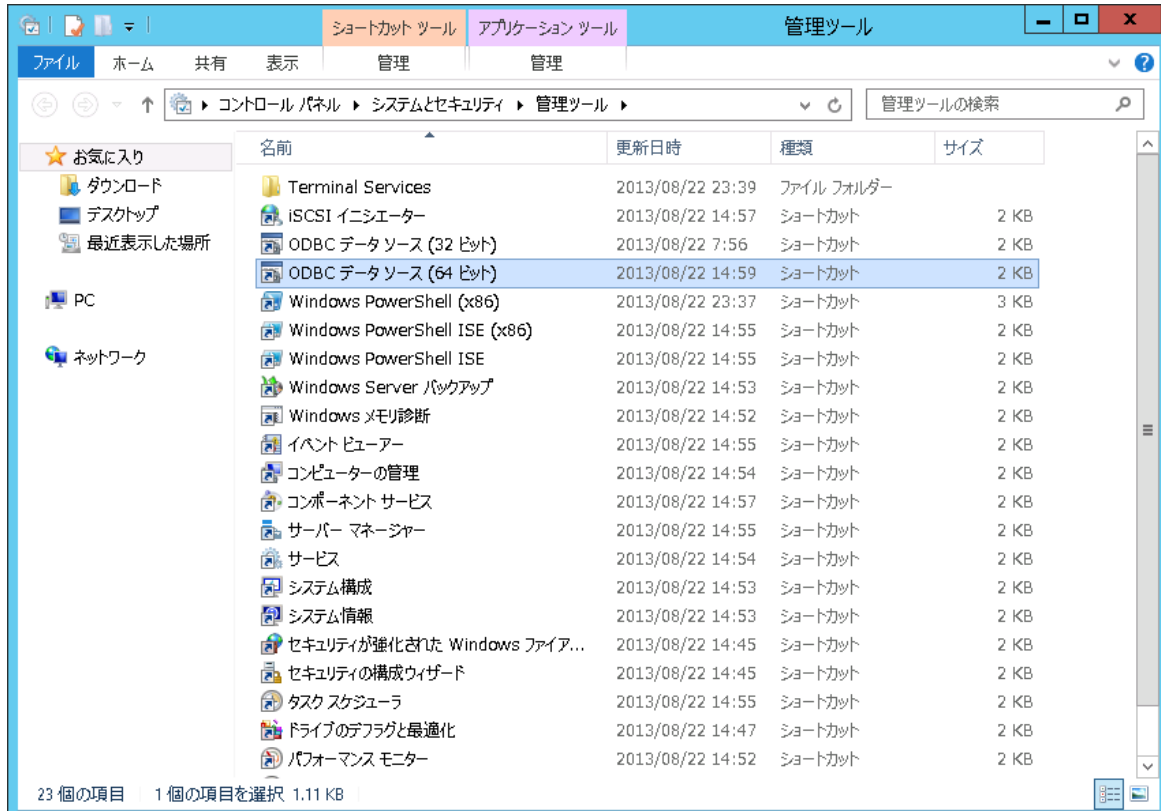 ショートカット ツール アプリケーション ツール 管理ツール
ファイル ホーム 共有 表示 管理 管理
コントロール パネル システムとセキュリティ 管理ツール 管理ツールの検索
お気に入り
ダウンロード
デスクトップ
最近表示した場所
PC
ネットワーク
名前 更新日時 種類 サイズ
Terminal Services 2013/08/22 23:39 ファイル フォルダー
iSCSI イニシエーター 2013/08/22 14:57 ショートカット 2 KB
ODBC データ ソース (32 ビット) 2013/08/22 7:56 ショートカット 2 KB
ODBC データ ソース (64 ビット) 2013/08/22 14:59 ショートカット 2 KB
Windows PowerShell (x86) 2013/08/22 23:37 ショートカット 3 KB
Windows PowerShell ISE (x86) 2013/08/22 14:55 ショートカット 2 KB
Windows PowerShell ISE 2013/08/22 14:55 ショートカット 2 KB
Windows Server バックアップ 2013/08/22 14:53 ショートカット 2 KB
Windows メモリ診断 2013/08/22 14:52 ショートカット 2 KB
イベント ビューアー 2013/08/22 14:55 ショートカット 2 KB
コンピューターの管理 2013/08/22 14:54 ショートカット 2 KB
コンポーネント サービス 2013/08/22 14:57 ショートカット 2 KB
サーバー マネージャー 2013/08/22 14:55 ショートカット 2 KB
サービス 2013/08/22 14:54 ショートカット 2 KB
システム構成 2013/08/22 14:53 ショートカット 2 KB
システム情報 2013/08/22 14:53 ショートカット 2 KB
セキュリティが強化された Windows ファイア... 2013/08/22 14:45 ショートカット 2 KB
セキュリティの構成ウィザード 2013/08/22 14:45 ショートカット 2 KB
タスク スケジューラ 2013/08/22 14:55 ショートカット 2 KB
ドライブのデフラグと最適化 2013/08/22 14:47 ショートカット 2 KB
パフォーマンス モニター 2013/08/22 14:52 ショートカット 2 KB
23 個の項目 1 個の項目を選択 1.11 KB